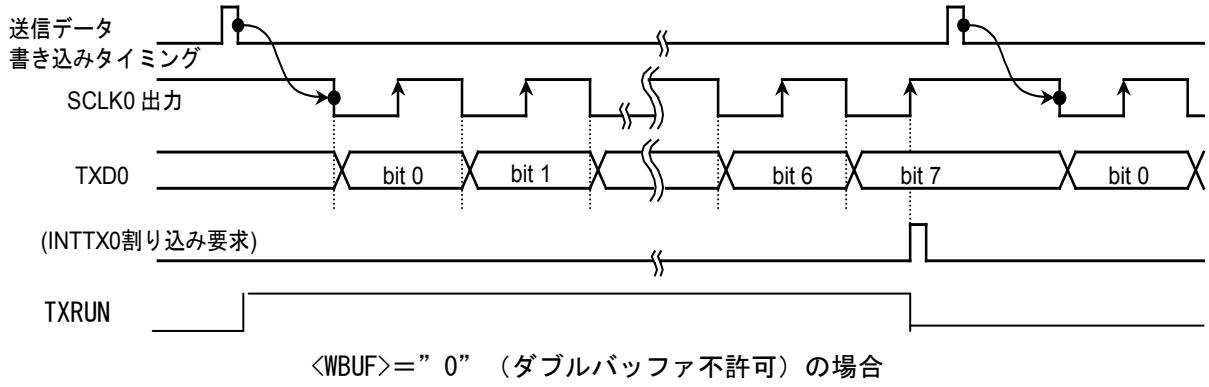 送信データ
書き込みタイミング
SCLK0 出力
TXD0 bit 0 bit 1 bit 6 bit 7 bit 0
(INTTX0割り込み要求)
TXRUN
<WBUF>=”0” (ダブルバッファ不許可)の場合